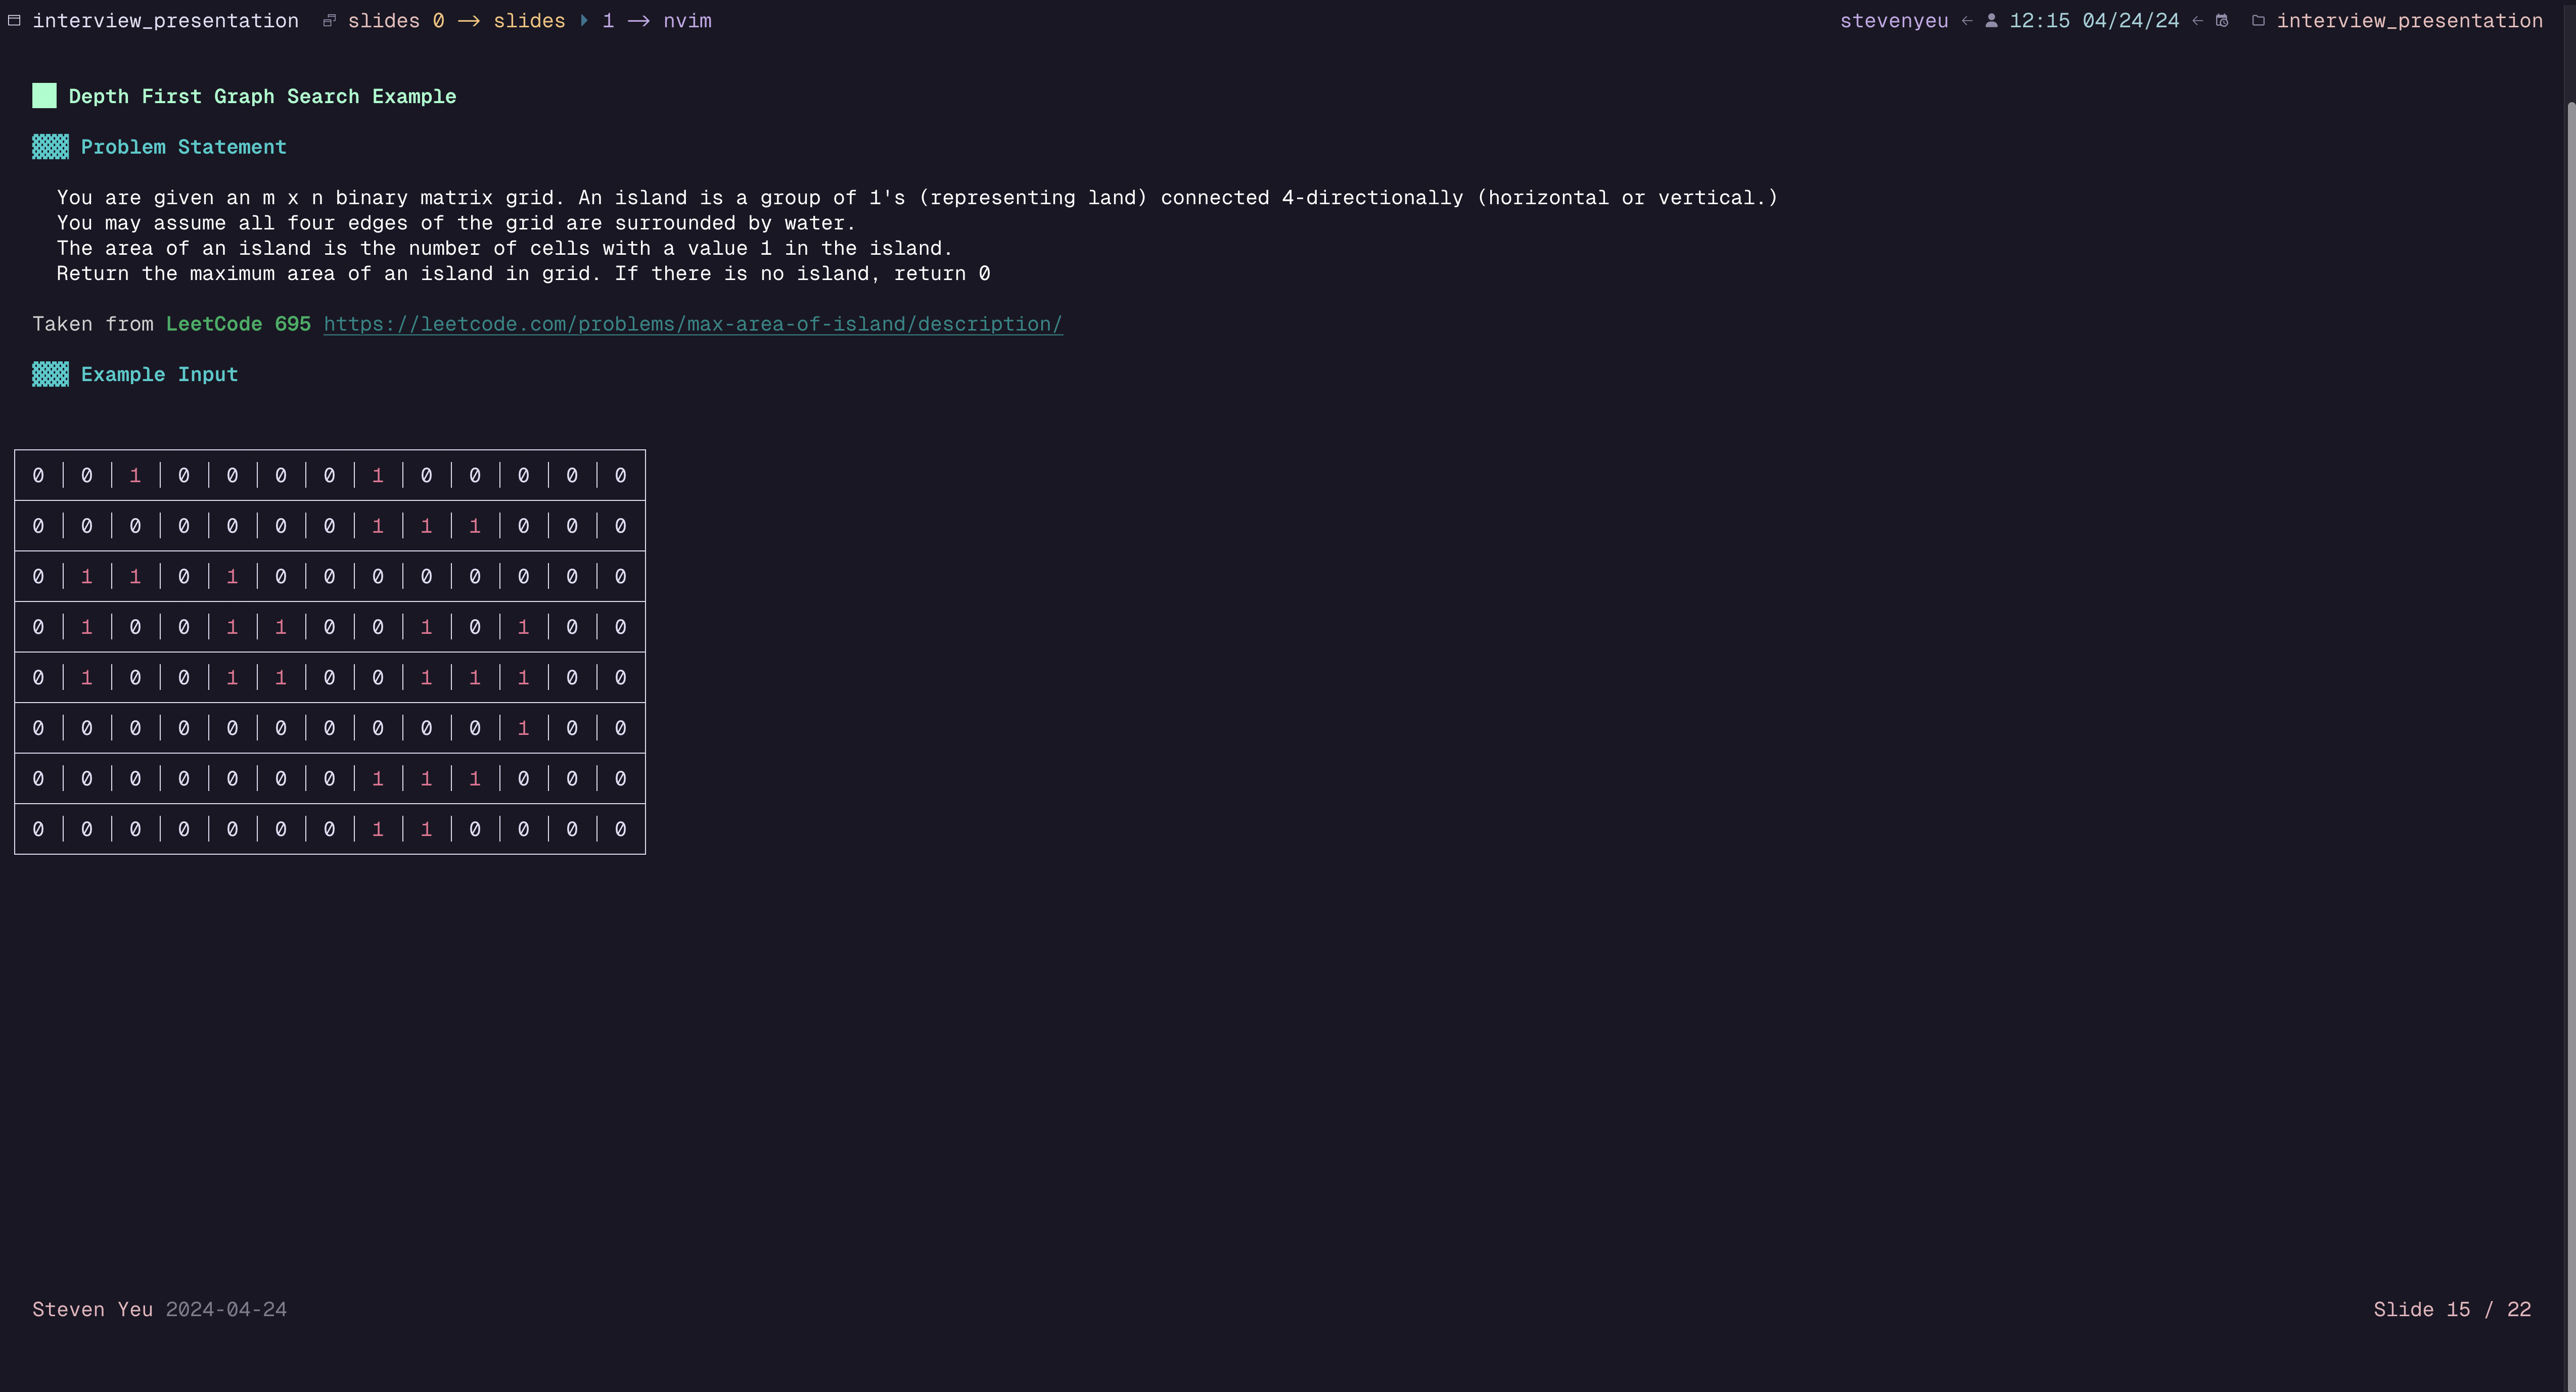 interview_presentation slides 0 → slides 1 → nvim stevenyeu ← 12:15 04/24/24 ← interview_presentation
Depth First Graph Search Example
Problem Statement
You are given an m x n binary matrix grid. An island is a group of 1's (representing land) connected 4-directionally (horizontal or vertical.)
You may assume all four edges of the grid are surrounded by water.
The area of an island is the number of cells with a value 1 in the island.
Return the maximum area of an island in grid. If there is no island, return 0
Taken from LeetCode 695 https://leetcode.com/problems/max-area-of-island/description/
Example Input
0 | 0 | 1 | 0 | 0 | 0 | 0 | 1 | 0 | 0 | 0 | 0 | 0
0 | 0 | 0 | 0 | 0 | 0 | 0 | 1 | 1 | 1 | 0 | 0 | 0
0 | 1 | 1 | 0 | 1 | 0 | 0 | 0 | 0 | 0 | 0 | 0 | 0
0 | 1 | 0 | 0 | 1 | 1 | 0 | 0 | 1 | 0 | 1 | 0 | 0
0 | 1 | 0 | 0 | 1 | 1 | 0 | 0 | 1 | 1 | 1 | 0 | 0
0 | 0 | 0 | 0 | 0 | 0 | 0 | 0 | 0 | 0 | 1 | 0 | 0
0 | 0 | 0 | 0 | 0 | 0 | 0 | 1 | 1 | 1 | 0 | 0 | 0
0 | 0 | 0 | 0 | 0 | 0 | 0 | 1 | 1 | 0 | 0 | 0 | 0
Steven Yeu 2024-04-24 Slide 15 / 22